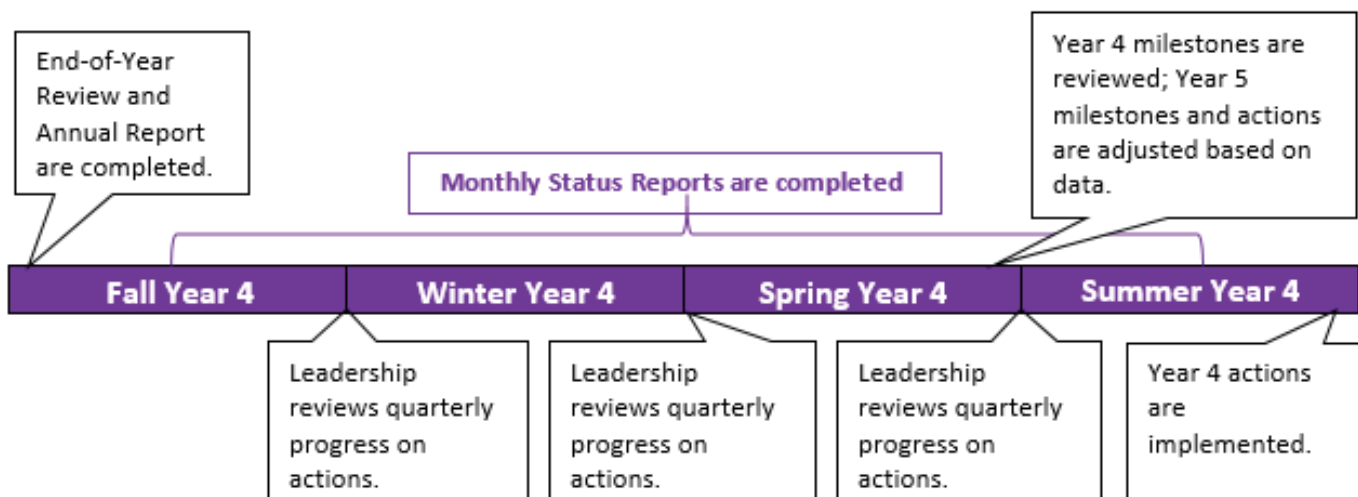 End-of-Year
Review and
Annual Report
are completed.
Year 4 milestones are
reviewed; Year 5
milestones and actions
are adjusted based on
data.
Monthly Status Reports are completed
Fall Year 4
Winter Year 4
Spring Year 4
Summer Year 4
Leadership
reviews quarterly
progress on
actions.
Leadership
reviews quarterly
progress on
actions.
Leadership
reviews quarterly
progress on
actions.
Year 4 actions
are
implemented.